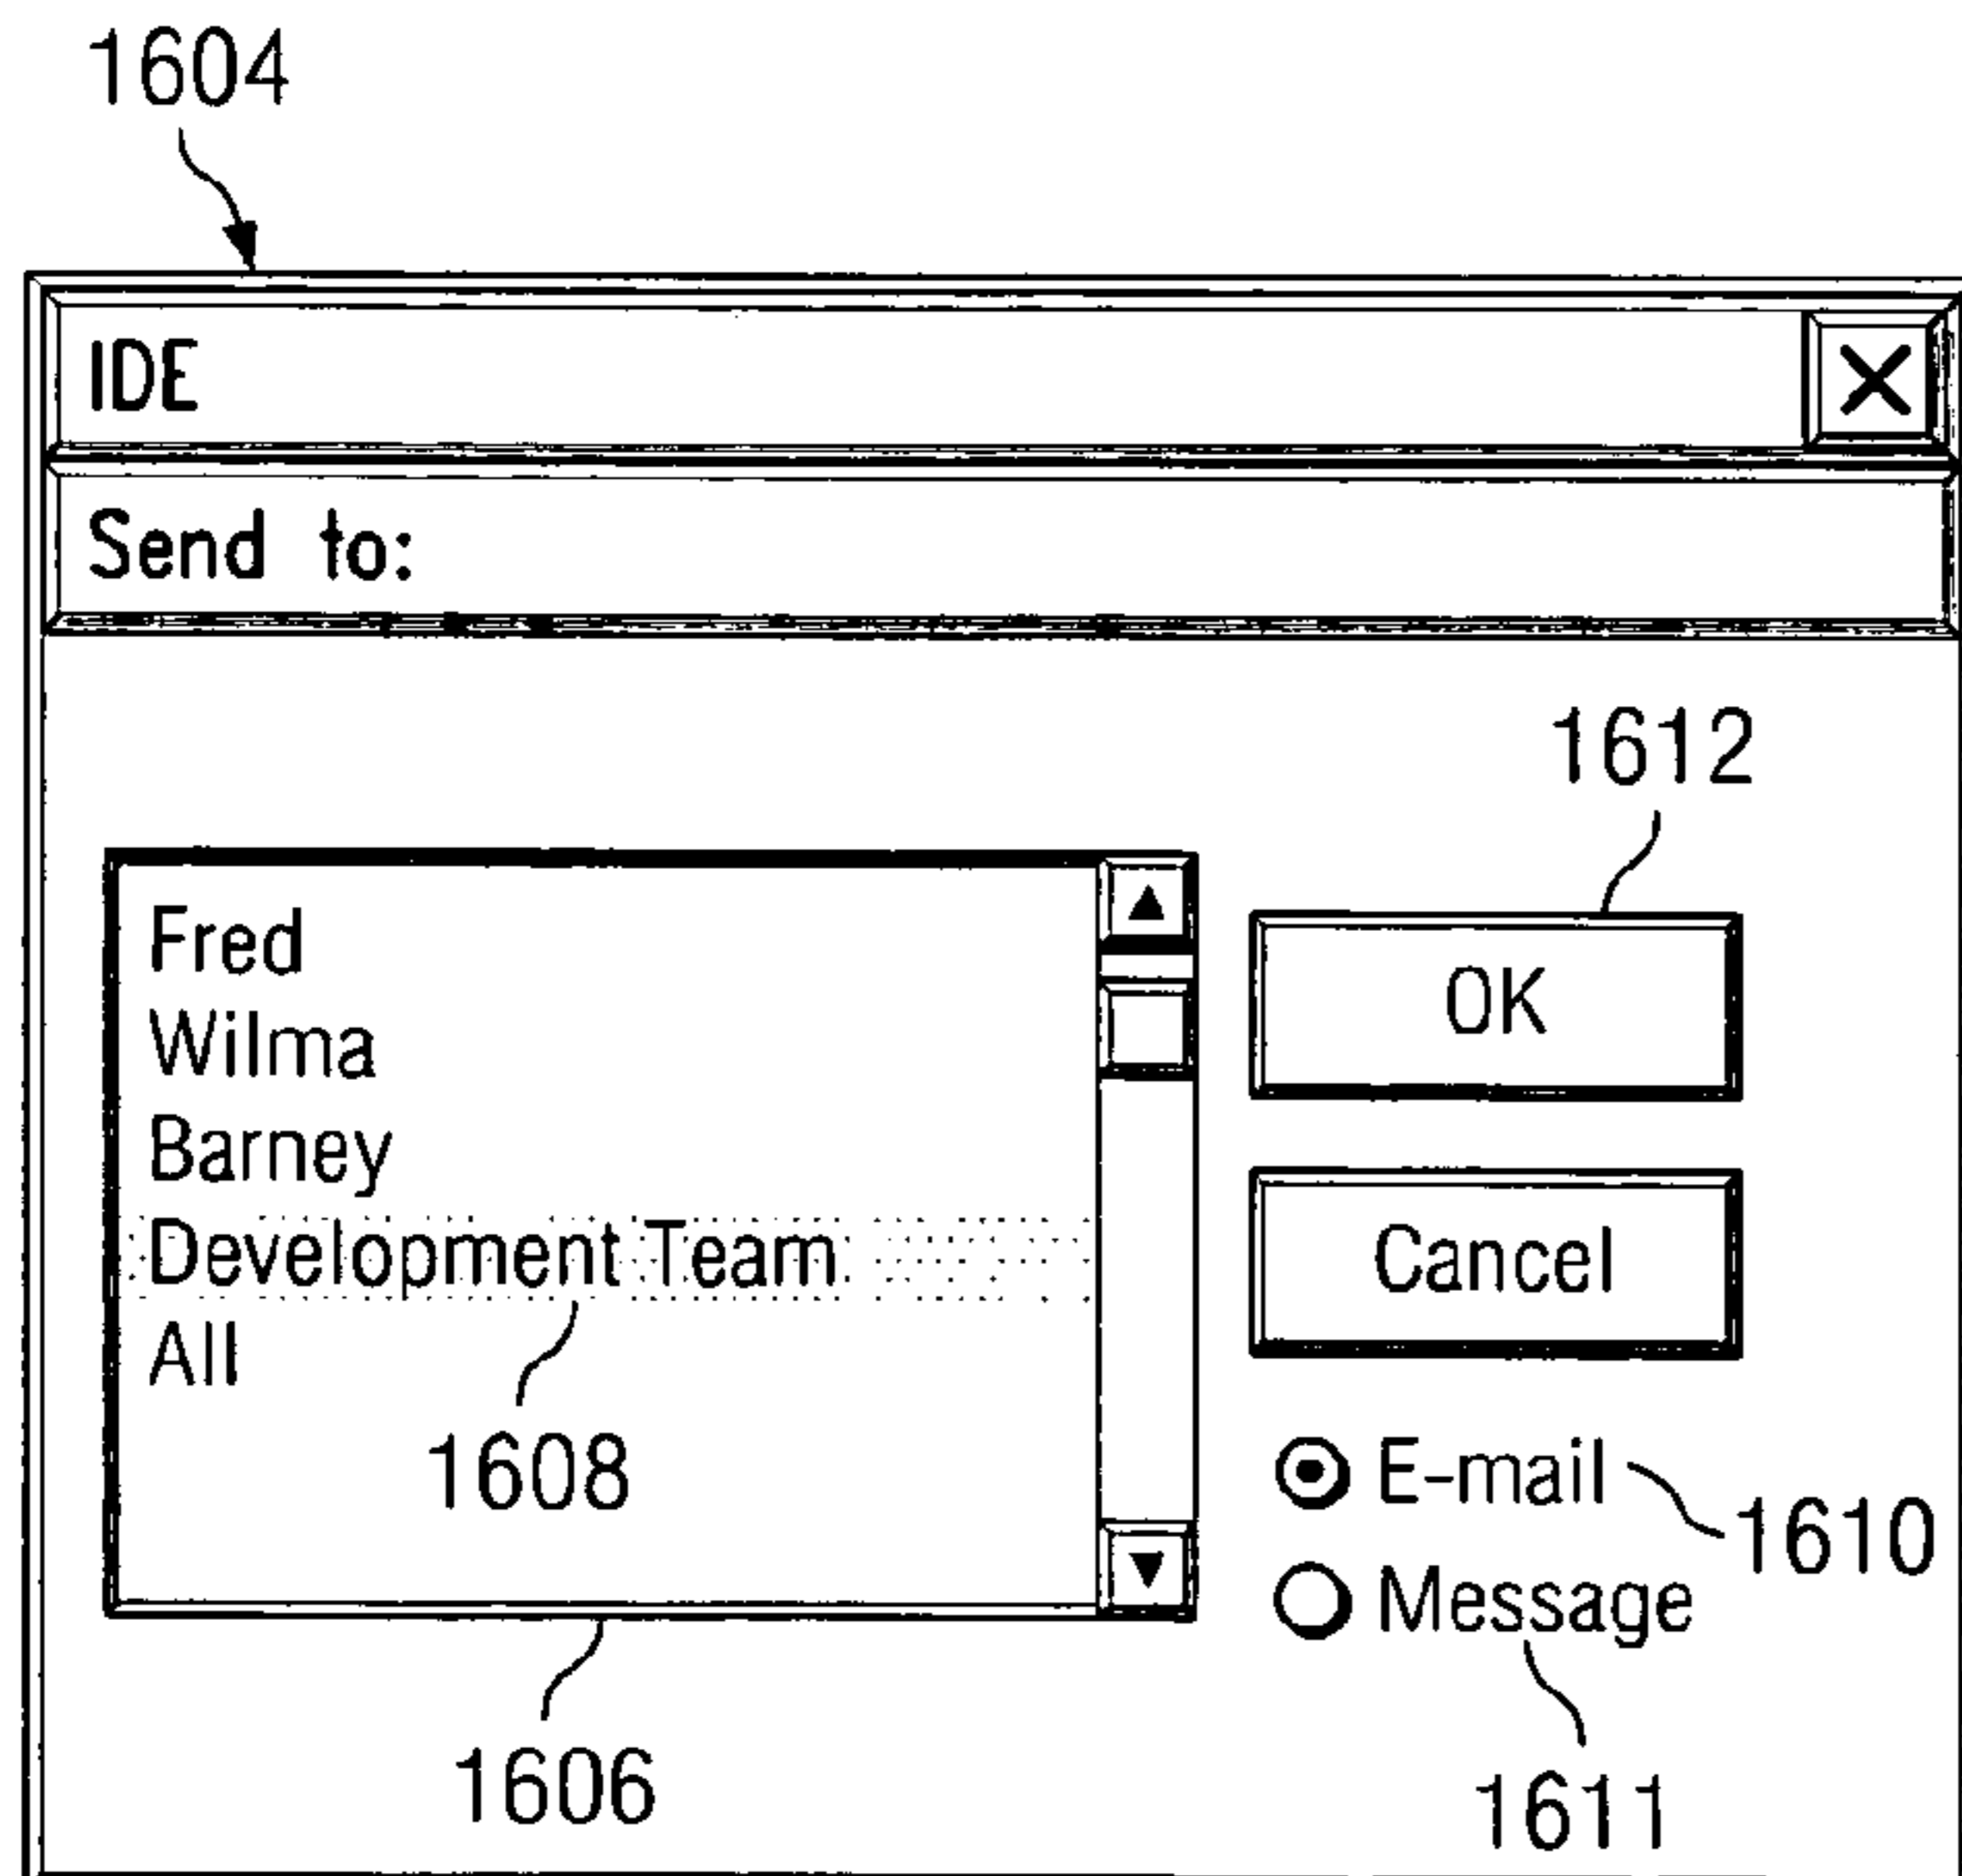 1604
IDE
Send to:
1612
Fred
Wilma
Barney
Development Team
All
1608
1606
OK
Cancel
E-mail
1610
Message
1611